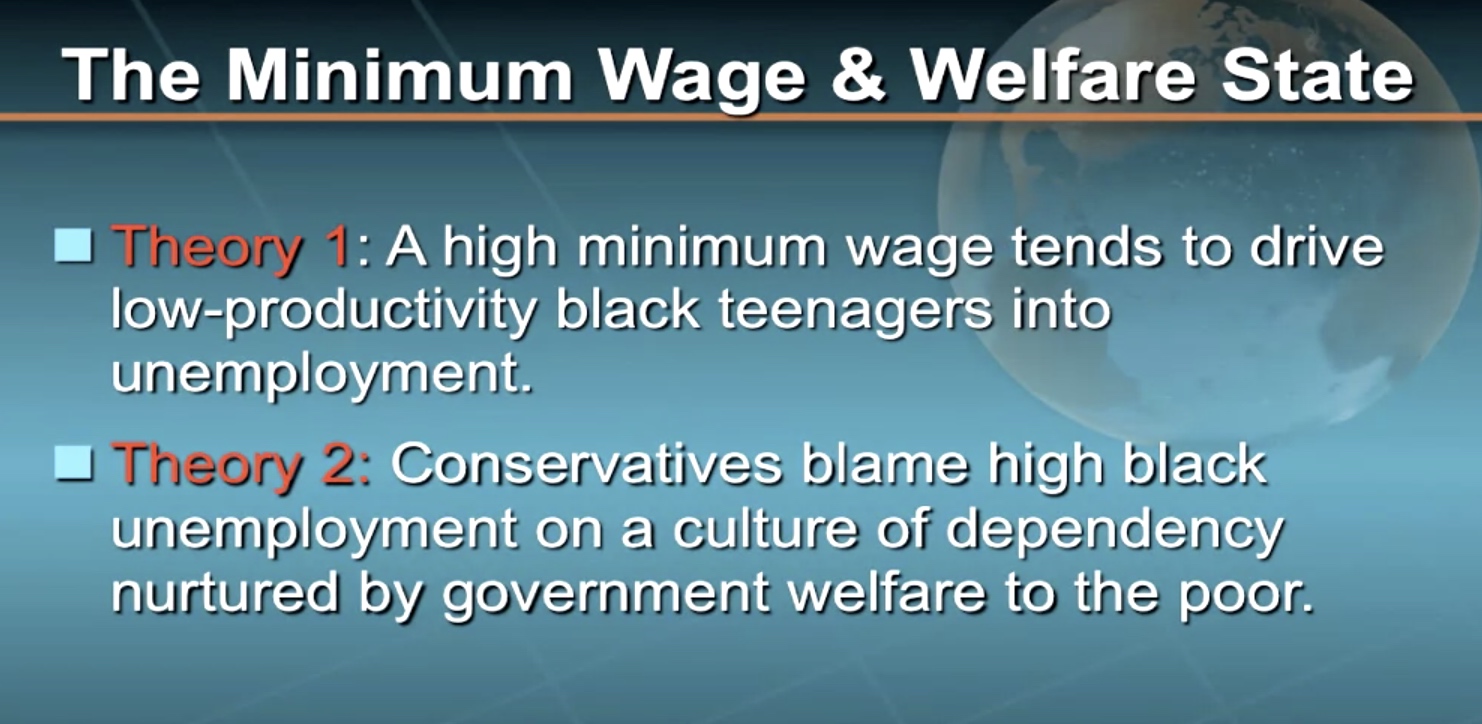 The Minimum Wage & Welfare State
Theory 1: A high minimum wage tends to drive
low-productivity black teenagers into
unemployment.
Theory 2: Conservatives blame high black
unemployment on a culture of dependency
nurtured by government welfare to the poor.